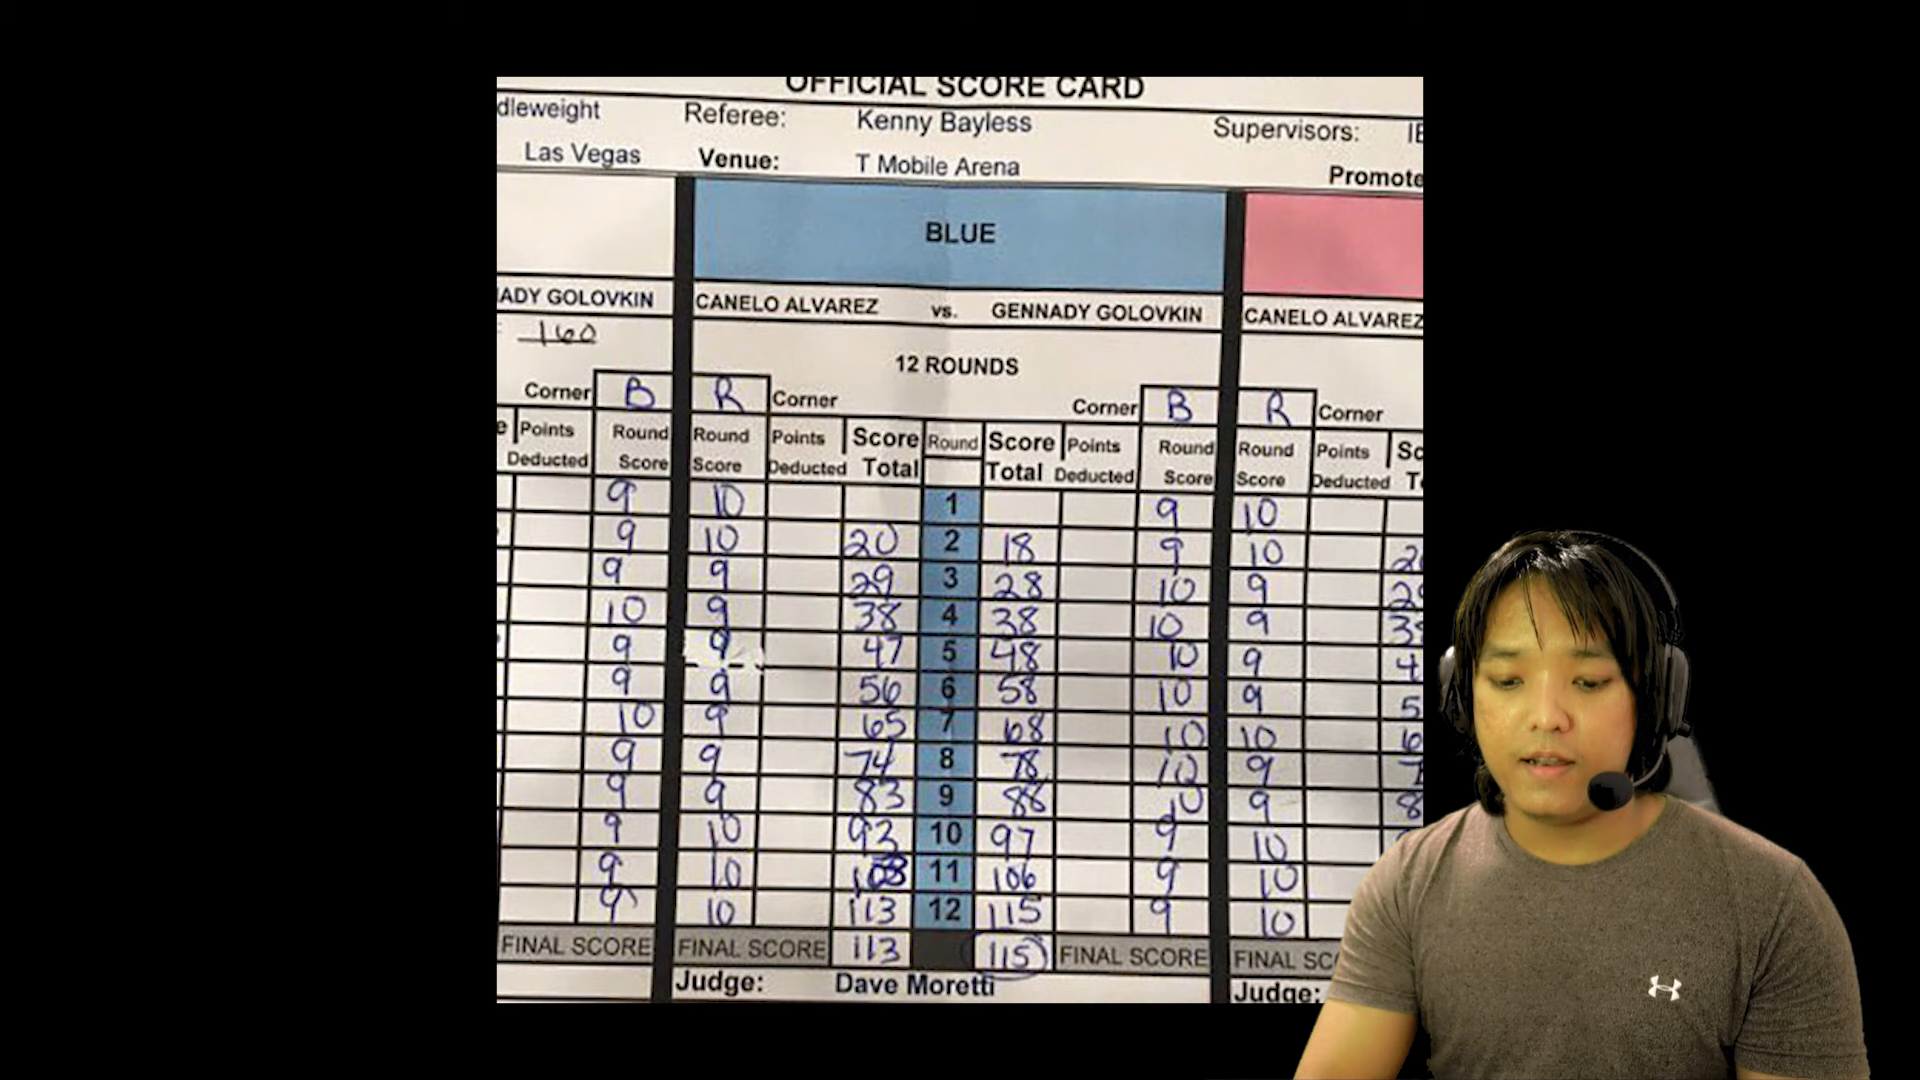 OFFICIAL SCORE CARD
dleweight Referee: Kenny Bayless Supervisors:
Las Vegas Venue: T Mobile Arena Promote
BLUE
ADY GOLOVKIN CANELO ALVAREZ vs. GENNADY GOLOVKIN CANELO ALVAREZ
160
12 ROUNDS
Corner B R Corner Corner B R Corner
Points Deducted Round Score Round Score Points Deducted Score Total Round Score Total Points Deducted Round Score Round Score Points Deducted
9 10 1 9 10
9 10 20 2 18 9 10
9 9 29 3 28 10 9
10 9 38 4 38 10 9
9 9 47 5 48 10 9
9 9 56 6 58 10 9
10 9 65 7 68 10 10
9 9 74 8 78 10 9
9 9 83 9 88 10 9
9 10 93 10 97 9 10
9 10 103 11 106 9 10
9 10 113 12 115 9 10
FINAL SCORE FINAL SCORE 113 115 FINAL SCORE FINAL SC
Judge: Dave Moretti Judge: